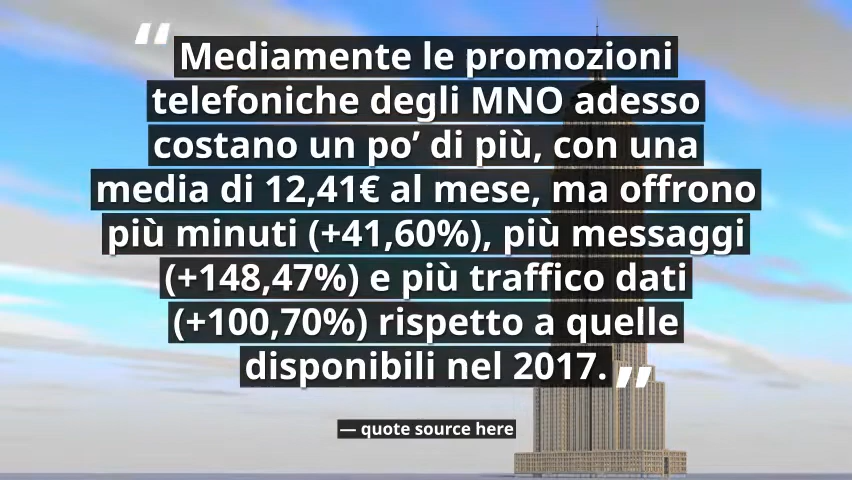 “Mediamente le promozioni
telefoniche degli MNO adesso
costano un po’ di più, con una
media di 12,41€ al mese, ma offrono
più minuti (+41,60%), più messaggi
(+148,47%) e più traffico dati
(+100,70%) rispetto a quelle
disponibili nel 2017.”
— quote source here